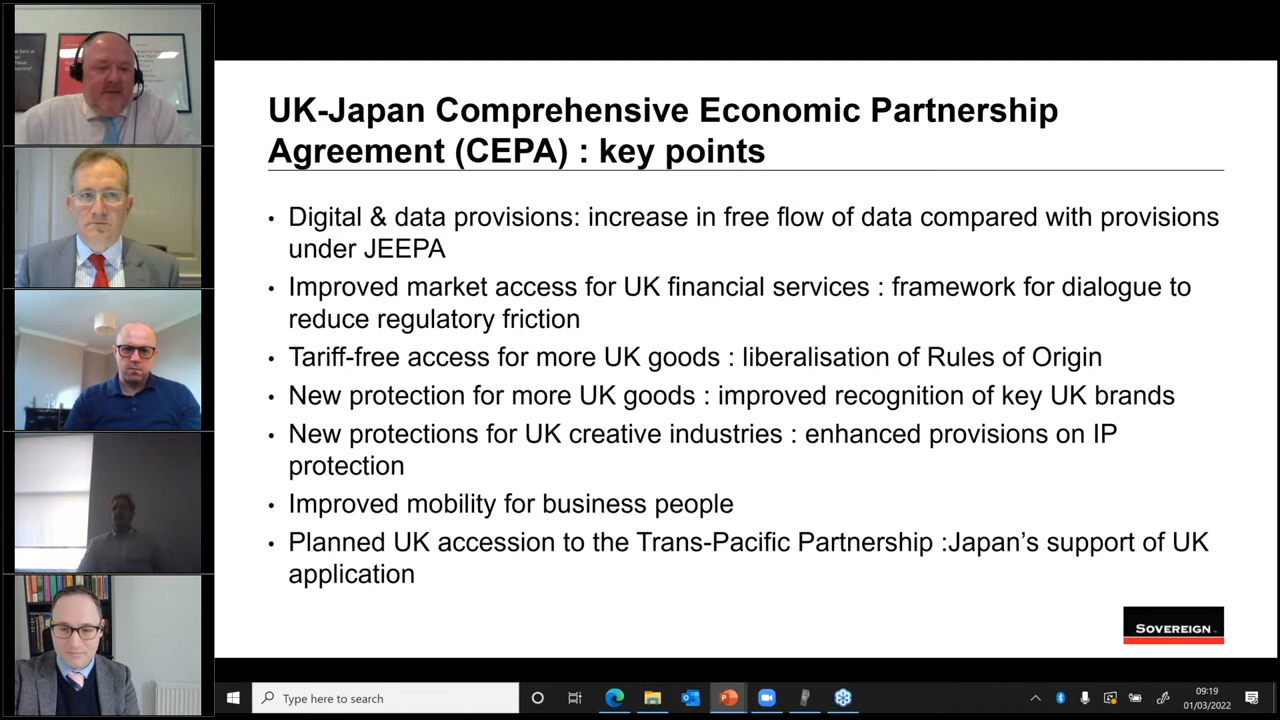 UK-Japan Comprehensive Economic Partnership
Agreement (CEPA) : key points
• Digital & data provisions: increase in free flow of data compared with provisions
under JEEPA
• Improved market access for UK financial services : framework for dialogue to
reduce regulatory friction
• Tariff-free access for more UK goods : liberalisation of Rules of Origin
• New protection for more UK goods : improved recognition of key UK brands
• New protections for UK creative industries : enhanced provisions on IP
protection
• Improved mobility for business people
• Planned UK accession to the Trans-Pacific Partnership :Japan's support of UK
application
SOVEREIGN
Type here to search
09:19
01/03/2022